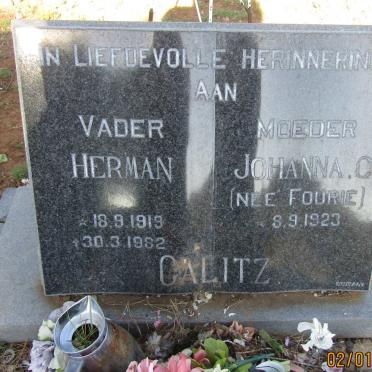 IN LIEFDEVOLLE HERINNERIN
AAN
VADER
HERMAN
18.9.1919
30.3.1982
MOEDER
JOHANNA.C
(NEE FOURIE)
8.9.1923
CALITZ
02/01